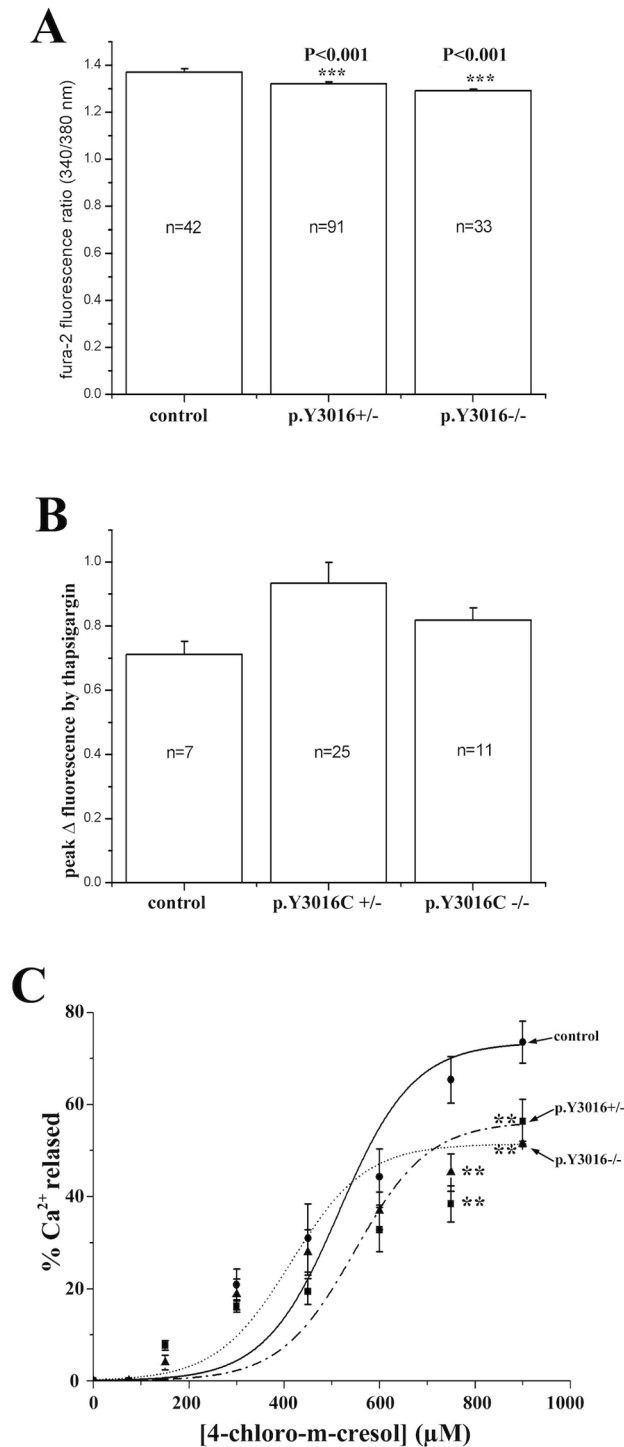 A
fura-2 fluorescence ratio (340/380 nm)
1.4
1.2
1.0
0.8
0.6
0.4
0.2
0.0
P<0.001
***
P<0.001
***
n=42
n=91
n=33
control
p.Y3016+/-
p.Y3016-/-
B
peak Δ fluorescence by thapsigargin
1.0
0.8
0.6
0.4
0.2
0.0
n=7
n=25
n=11
control
p.Y3016C +/-
p.Y3016C -/-
C
% Ca²⁺ relased
80
60
40
20
0
control
p.Y3016+/-
p.Y3016-/-
**
**
**
**
0
200
400
600
800
1000
[4-chloro-m-cresol] (μM)